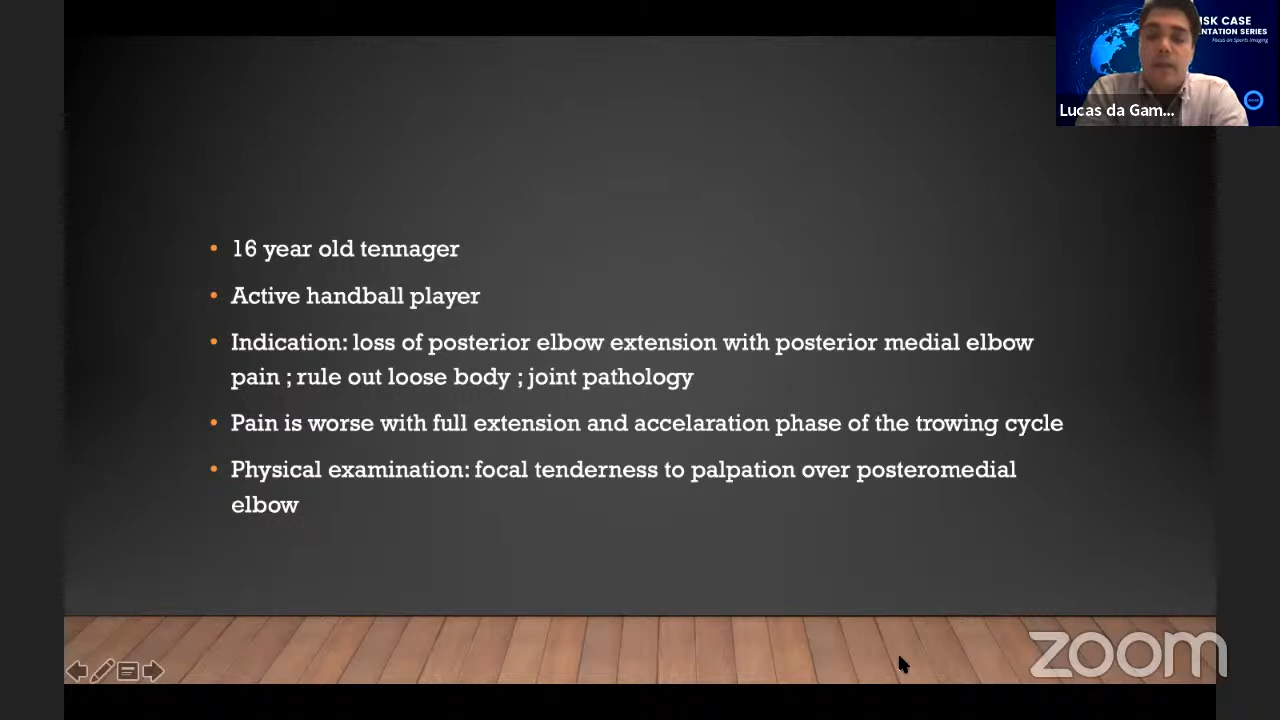 ISK CASE
NTATION SERIES
Focus on Sports Imaging
Lucas da Gam...
• 16 year old tennager
• Active handball player
• Indication: loss of posterior elbow extension with posterior medial elbow
pain ; rule out loose body ; joint pathology
• Pain is worse with full extension and accelaration phase of the trowing cycle
• Physical examination: focal tenderness to palpation over posteromedial
elbow
zoom